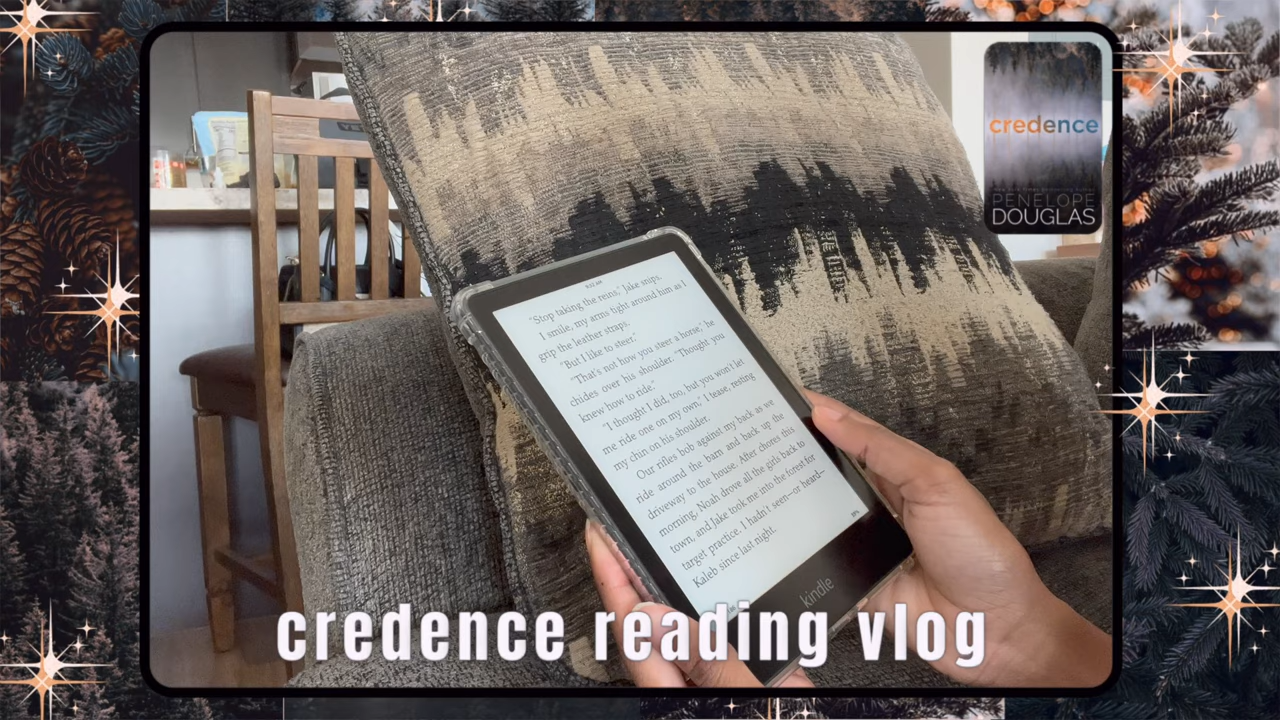 credence
PENELOPE
DOUGLAS
"Stop taking the reins," Jake snips.
I smile, my arms tight around him as I
grip the leather straps.
"But I like to steer."
"That's not how you steer a horse," he
chides over his shoulder. "Thought you
knew how to ride."
"I thought I did, too, but you won't let
me ride one on my own," I tease, resting
my chin on his shoulder.
Our rifles bob against my back as we
ride around the barn and back up the
driveway to the house. After chores this
morning, Noah drove all the girls back to
town, and Jake took me into the forest for
target practice. I hadn't seen—or heard—
Kaleb since last night.
kindle
credence reading vlog